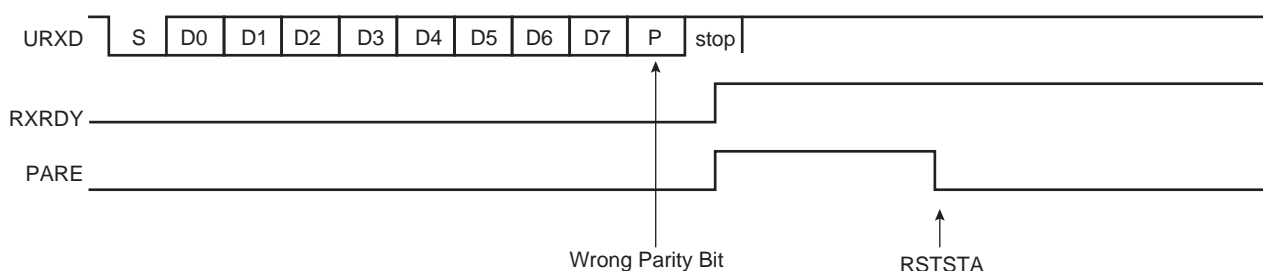 URXD S D0 D1 D2 D3 D4 D5 D6 D7 P stop
RXRDY
PARE
Wrong Parity Bit RSTSTA